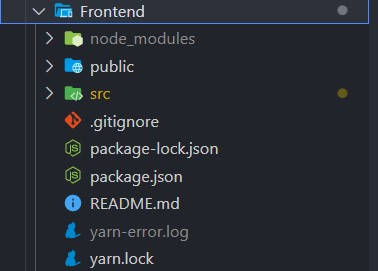 Frontend
node_modules
public
src
.gitignore
package-lock.json
package.json
README.md
yarn-error.log
yarn.lock